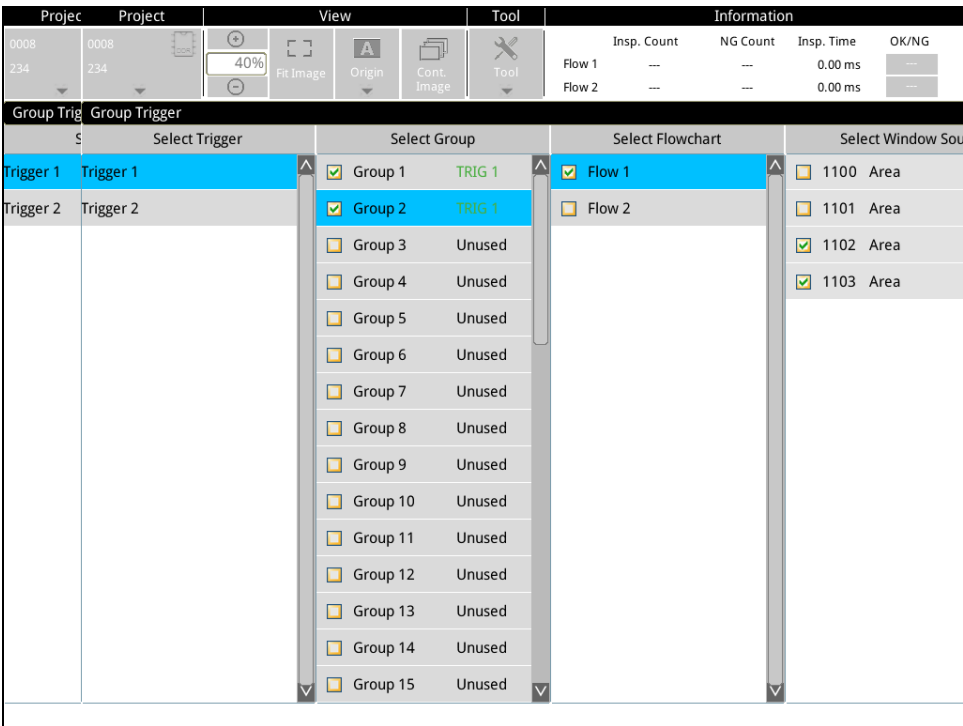 Projec Project View Tool Information
0008 0008 Insp. Count NG Count Insp. Time OK/NG
40% Fit Image Origin Cont. Image Tool
234 234 Flow 1 --- --- 0.00 ms ---
Flow 2 --- --- 0.00 ms ---
Group Trig Group Trigger
S Select Trigger Select Group Select Flowchart Select Window Sou
Trigger 1 Trigger 1 Group 1 TRIG 1 Flow 1 1100 Area
Trigger 2 Trigger 2 Group 2 TRIG 1 Flow 2 1101 Area
Group 3 Unused 1102 Area
Group 4 Unused 1103 Area
Group 5 Unused
Group 6 Unused
Group 7 Unused
Group 8 Unused
Group 9 Unused
Group 10 Unused
Group 11 Unused
Group 12 Unused
Group 13 Unused
Group 14 Unused
Group 15 Unused